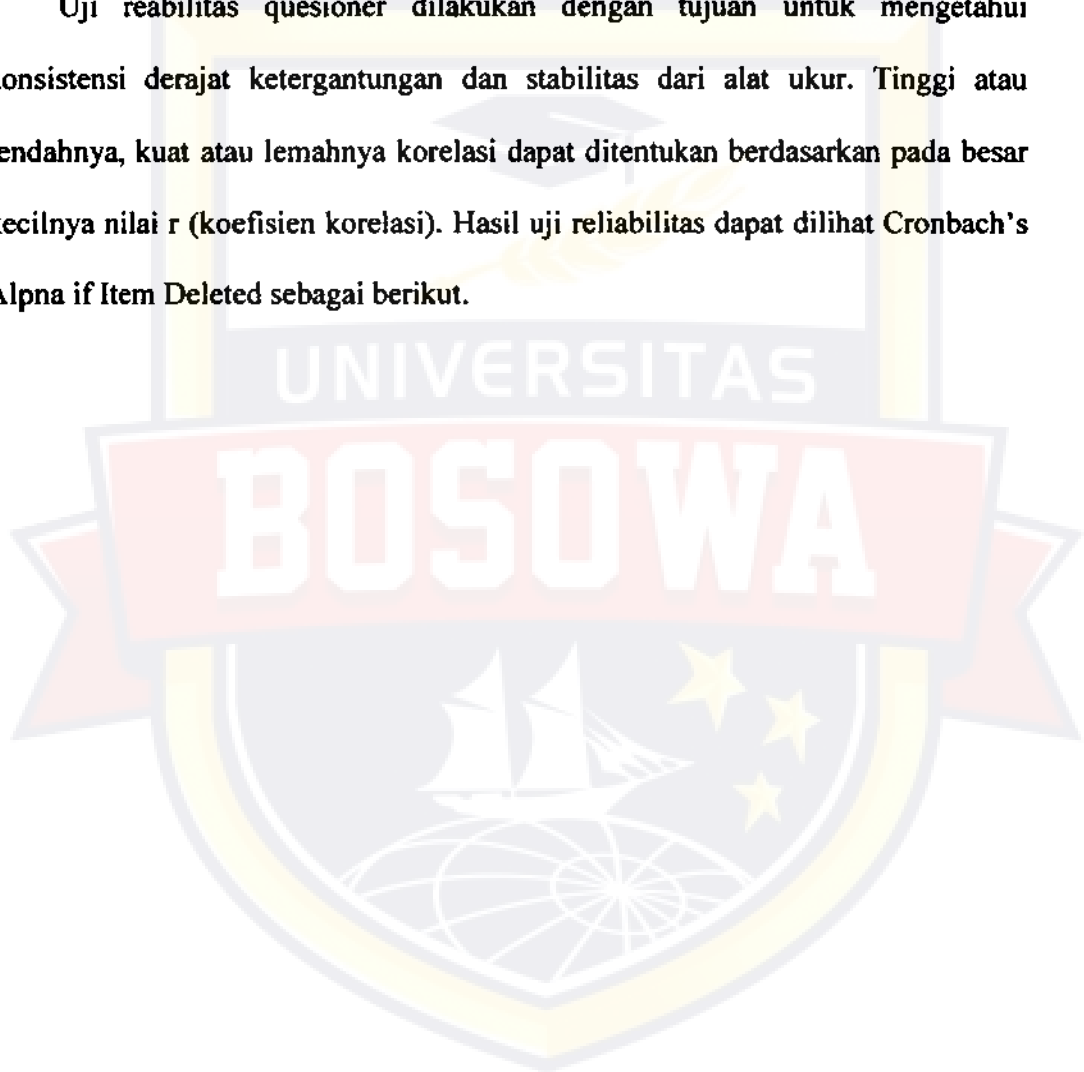 Uji reabilitas quesioner dilakukan dengan tujuan untuk mengetahui
konsistensi derajat ketergantungan dan stabilitas dari alat ukur. Tinggi atau
rendahnya, kuat atau lemahnya korelasi dapat ditentukan berdasarkan pada besar
kecilnya nilai r (koefisien korelasi). Hasil uji reliabilitas dapat dilihat Cronbach's
Alpna if Item Deleted sebagai berikut.
UNIVERSITAS
BOSOWA